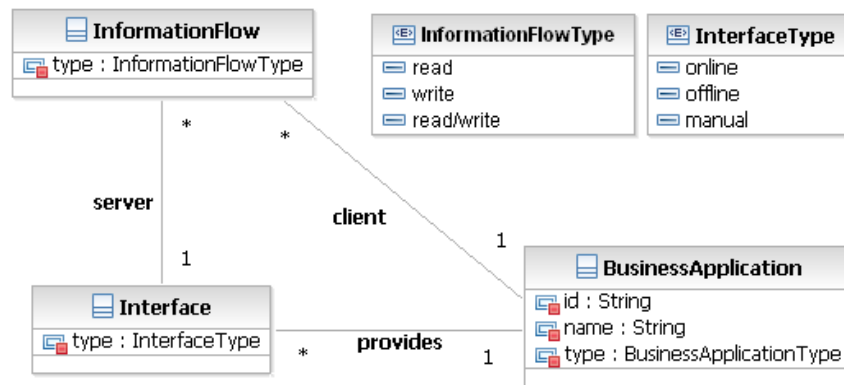 InformationFlow
type : InformationFlowType
<E> InformationFlowType
read
write
read/write
<E> InterfaceType
online
offline
manual
*
*
server
client
1
1
Interface
type : InterfaceType
*
provides
1
BusinessApplication
id : String
name : String
type : BusinessApplicationType